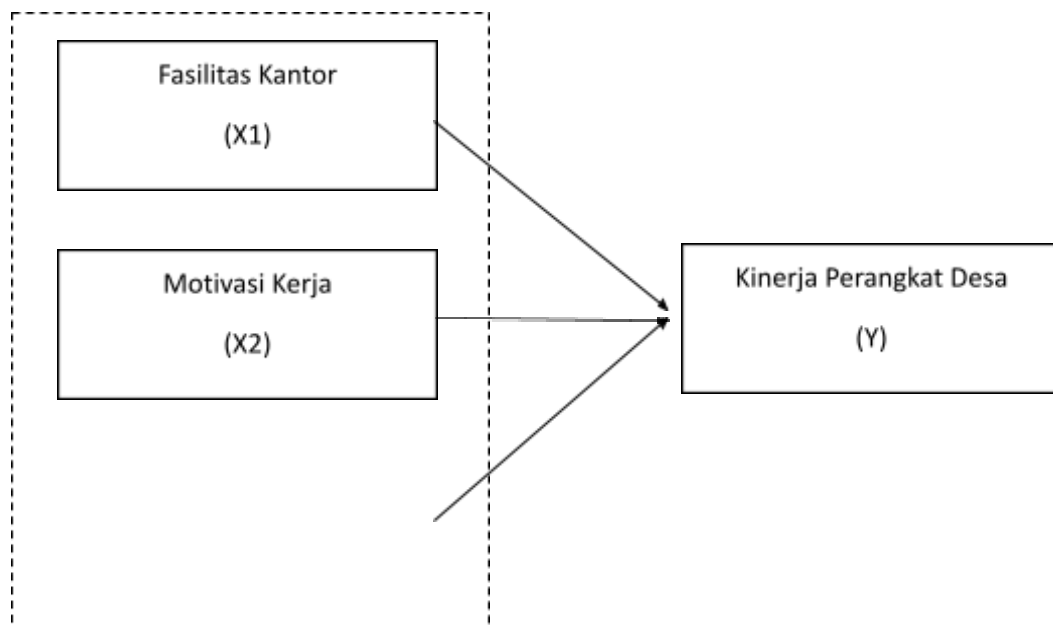 Fasilitas Kantor
(X1)
Motivasi Kerja
(X2)
Kinerja Perangkat Desa
(Y)